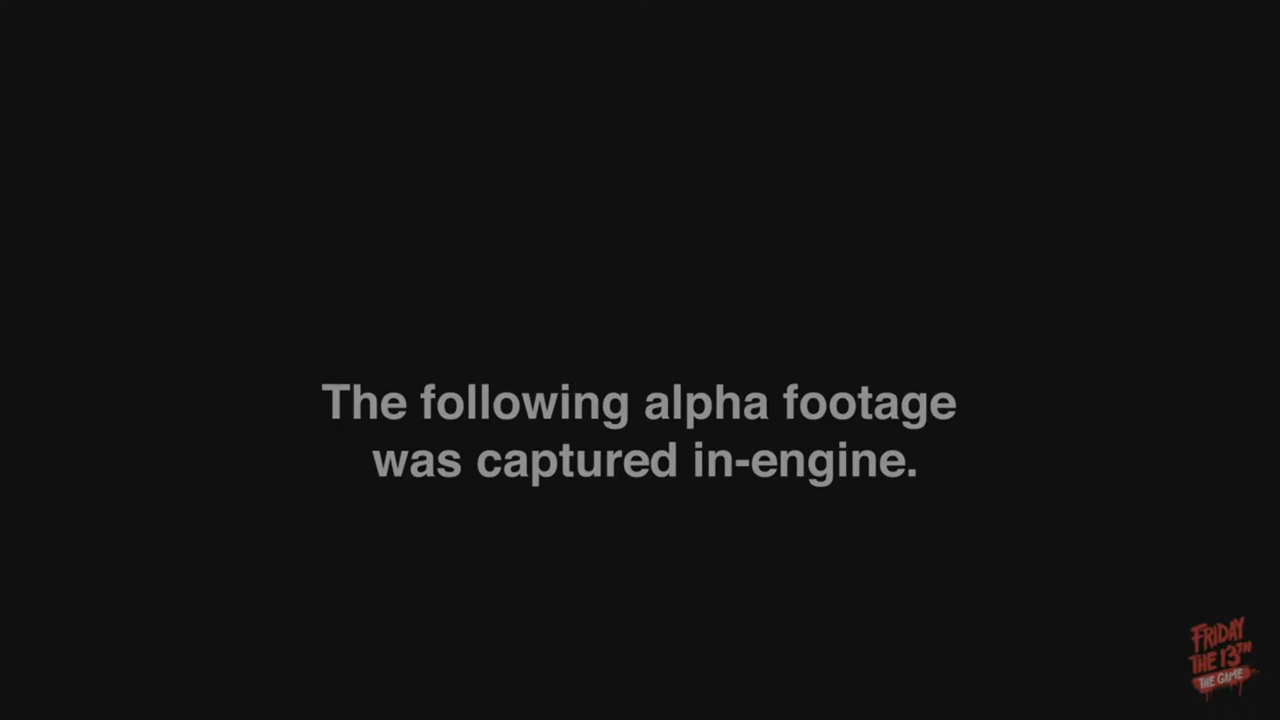 The following alpha footage
was captured in-engine.
FRIDAY
THE 13TH
THE GAME